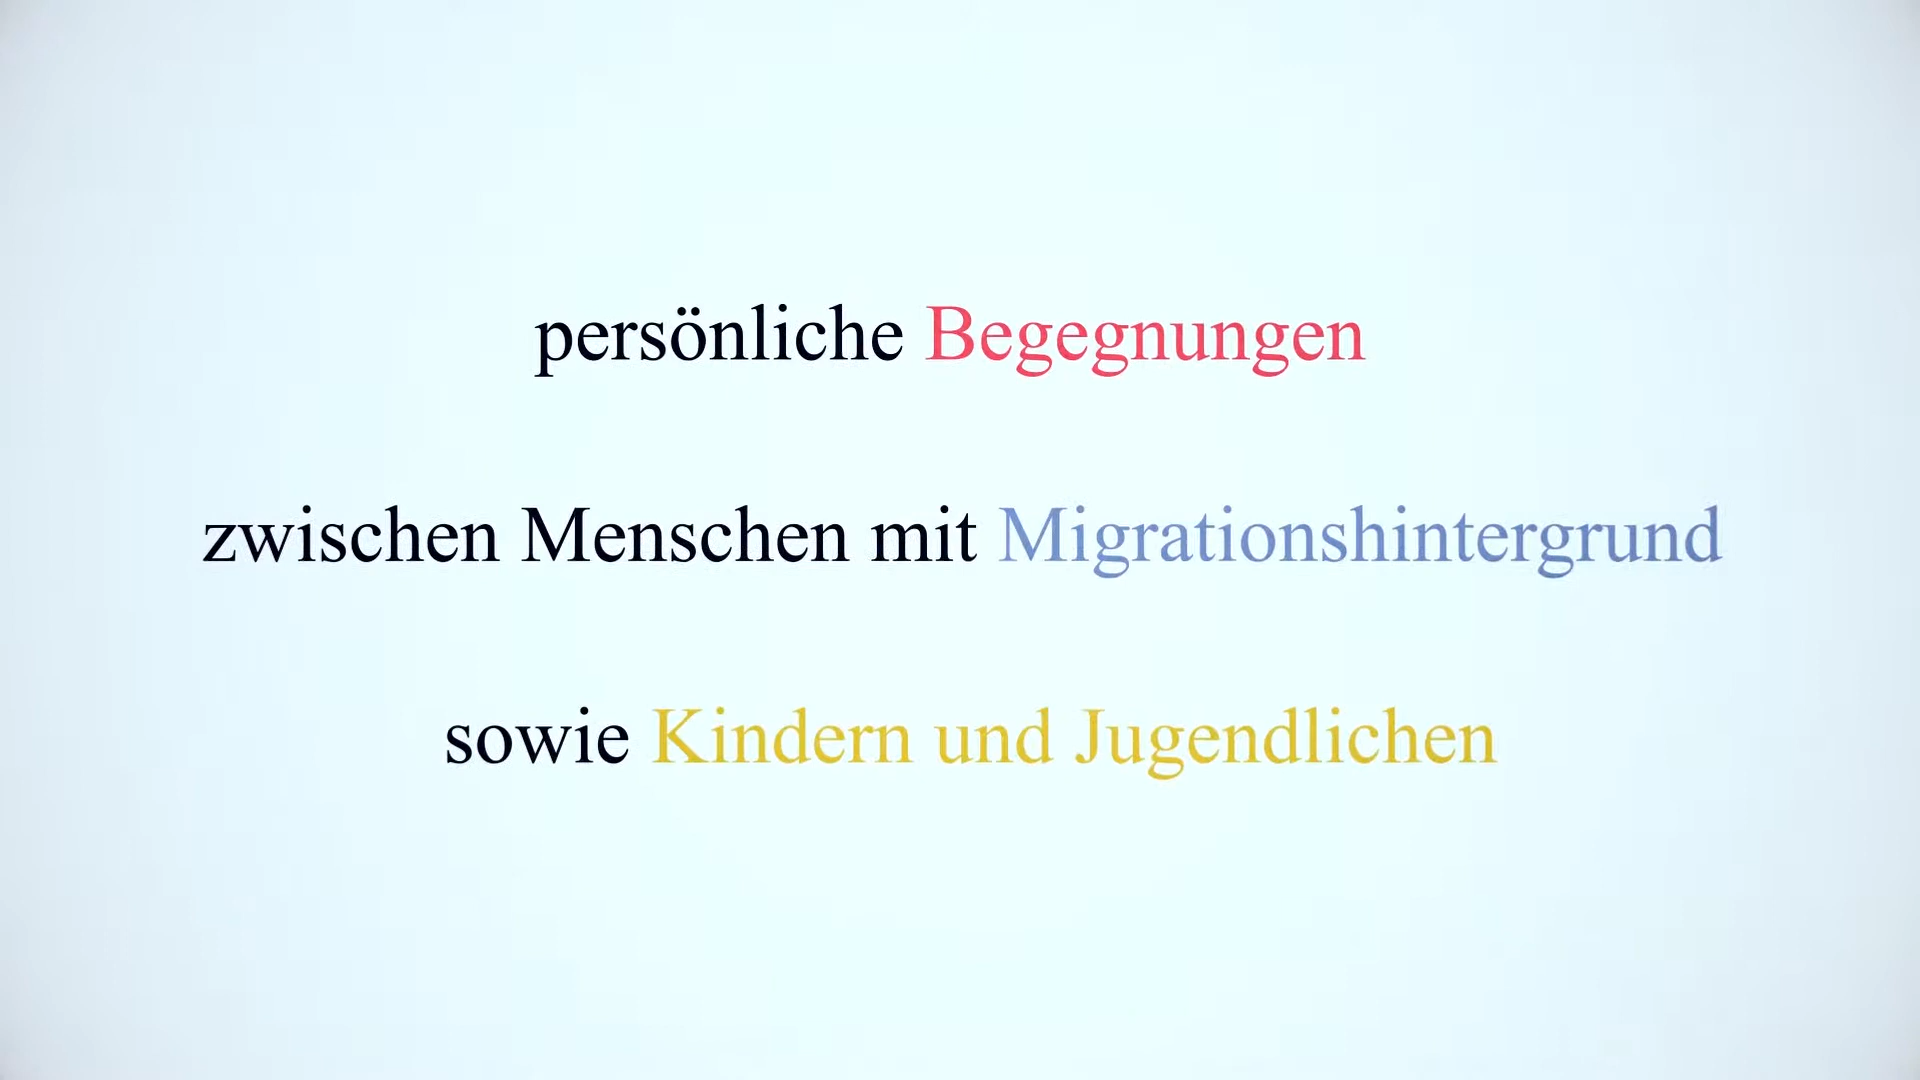 persönliche Begegnungen
zwischen Menschen mit Migrationshintergrund
sowie Kindern und Jugendlichen